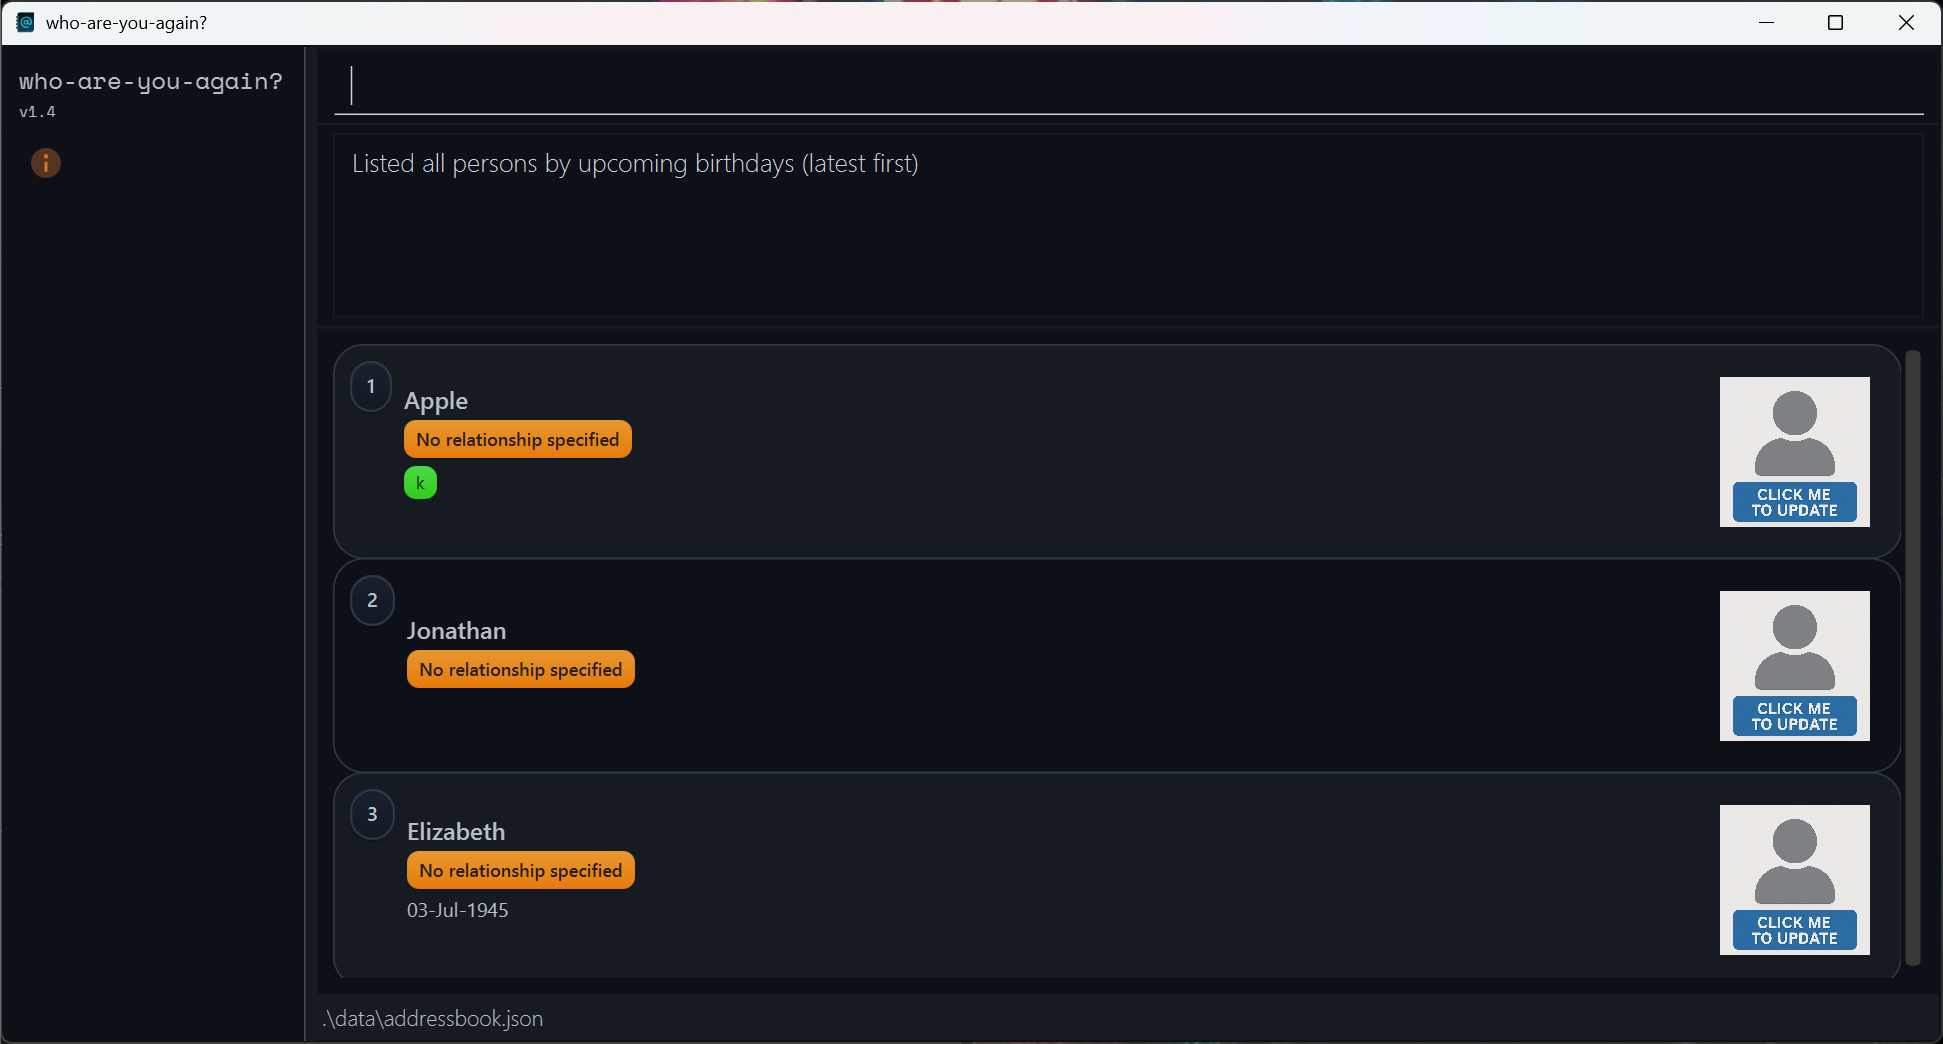 who-are-you-again?
who-are-you-again?
v1.4
i
Listed all persons by upcoming birthdays (latest first)
1
Apple
No relationship specified
k
CLICK ME
TO UPDATE
2
Jonathan
No relationship specified
CLICK ME
TO UPDATE
3
Elizabeth
No relationship specified
03-Jul-1945
CLICK ME
TO UPDATE
.\data\addressbook.json